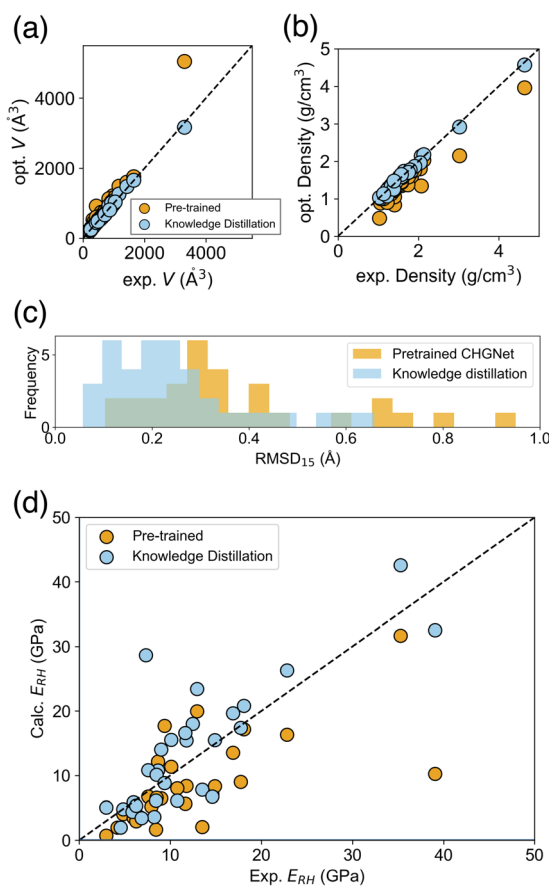 (a)
opt. V (Å³)
4000
2000
0
0 2000 4000
exp. V (Å³)
Pre-trained
Knowledge Distillation
(b)
opt. Density (g/cm³)
5
4
3
2
1
0
0 2 4
exp. Density (g/cm³)
(c)
Frequency
5
0
0.0 0.2 0.4 0.6 0.8 1.0
RMSD₁₅ (Å)
Pretrained CHGNet
Knowledge distillation
(d)
Calc. E_RH (GPa)
50
40
30
20
10
0
0 10 20 30 40 50
Exp. E_RH (GPa)
Pre-trained
Knowledge Distillation